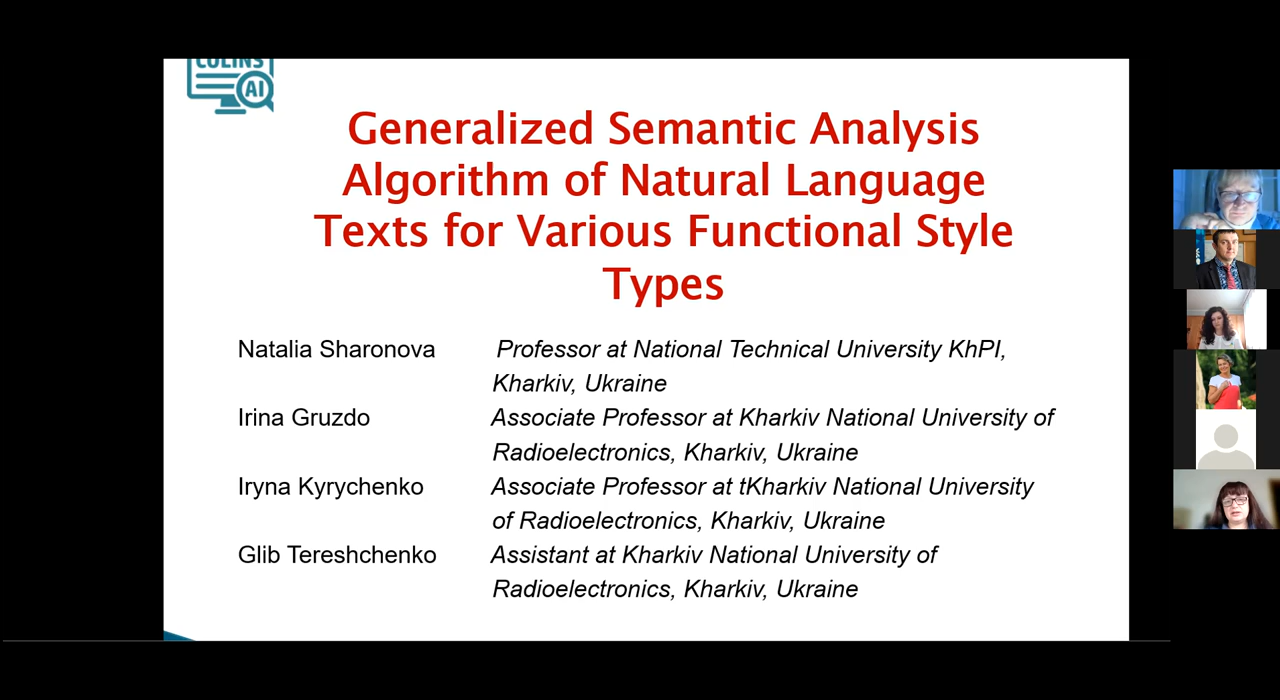 COLINS
AI
Generalized Semantic Analysis
Algorithm of Natural Language
Texts for Various Functional Style
Types
Natalia Sharonova Professor at National Technical University KhPI,
Kharkiv, Ukraine
Irina Gruzdo Associate Professor at Kharkiv National University of
Radioelectronics, Kharkiv, Ukraine
Iryna Kyrychenko Associate Professor at tKharkiv National University
of Radioelectronics, Kharkiv, Ukraine
Glib Tereshchenko Assistant at Kharkiv National University of
Radioelectronics, Kharkiv, Ukraine